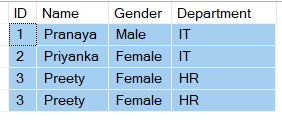 ID Name Gender Department
1 Pranaya Male IT
2 Priyanka Female IT
3 Preety Female HR
3 Preety Female HR